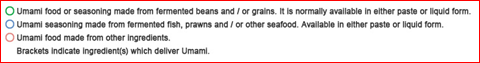 Umami food or seasoning made from fermented beans and / or grains. It is normally available in either paste or liquid form.
Umami seasoning made from fermented fish, prawns and / or other seafood. Available in either paste or liquid form.
Umami food made from other ingredients.
Brackets indicate ingredient(s) which deliver Umami.